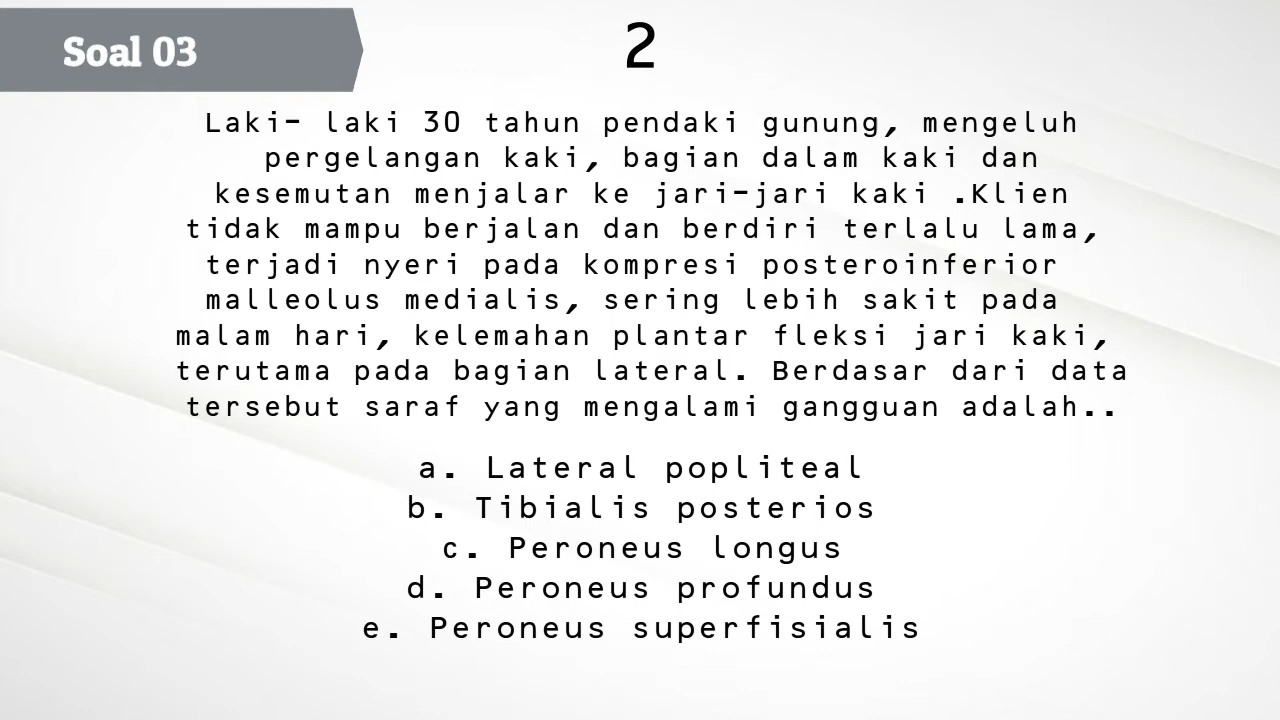 Soal 03
2
Laki- laki 30 tahun pendaki gunung, mengeluh
pergelangan kaki, bagian dalam kaki dan
kesemutan menjalar ke jari-jari kaki .Klien
tidak mampu berjalan dan berdiri terlalu lama,
terjadi nyeri pada kompresi posteroinferior
malleolus medialis, sering lebih sakit pada
malam hari, kelemahan plantar fleksi jari kaki,
terutama pada bagian lateral. Berdasar dari data
tersebut saraf yang mengalami gangguan adalah..
a. Lateral popliteal
b. Tibialis posterios
c. Peroneus longus
d. Peroneus profundus
e. Peroneus superfisialis